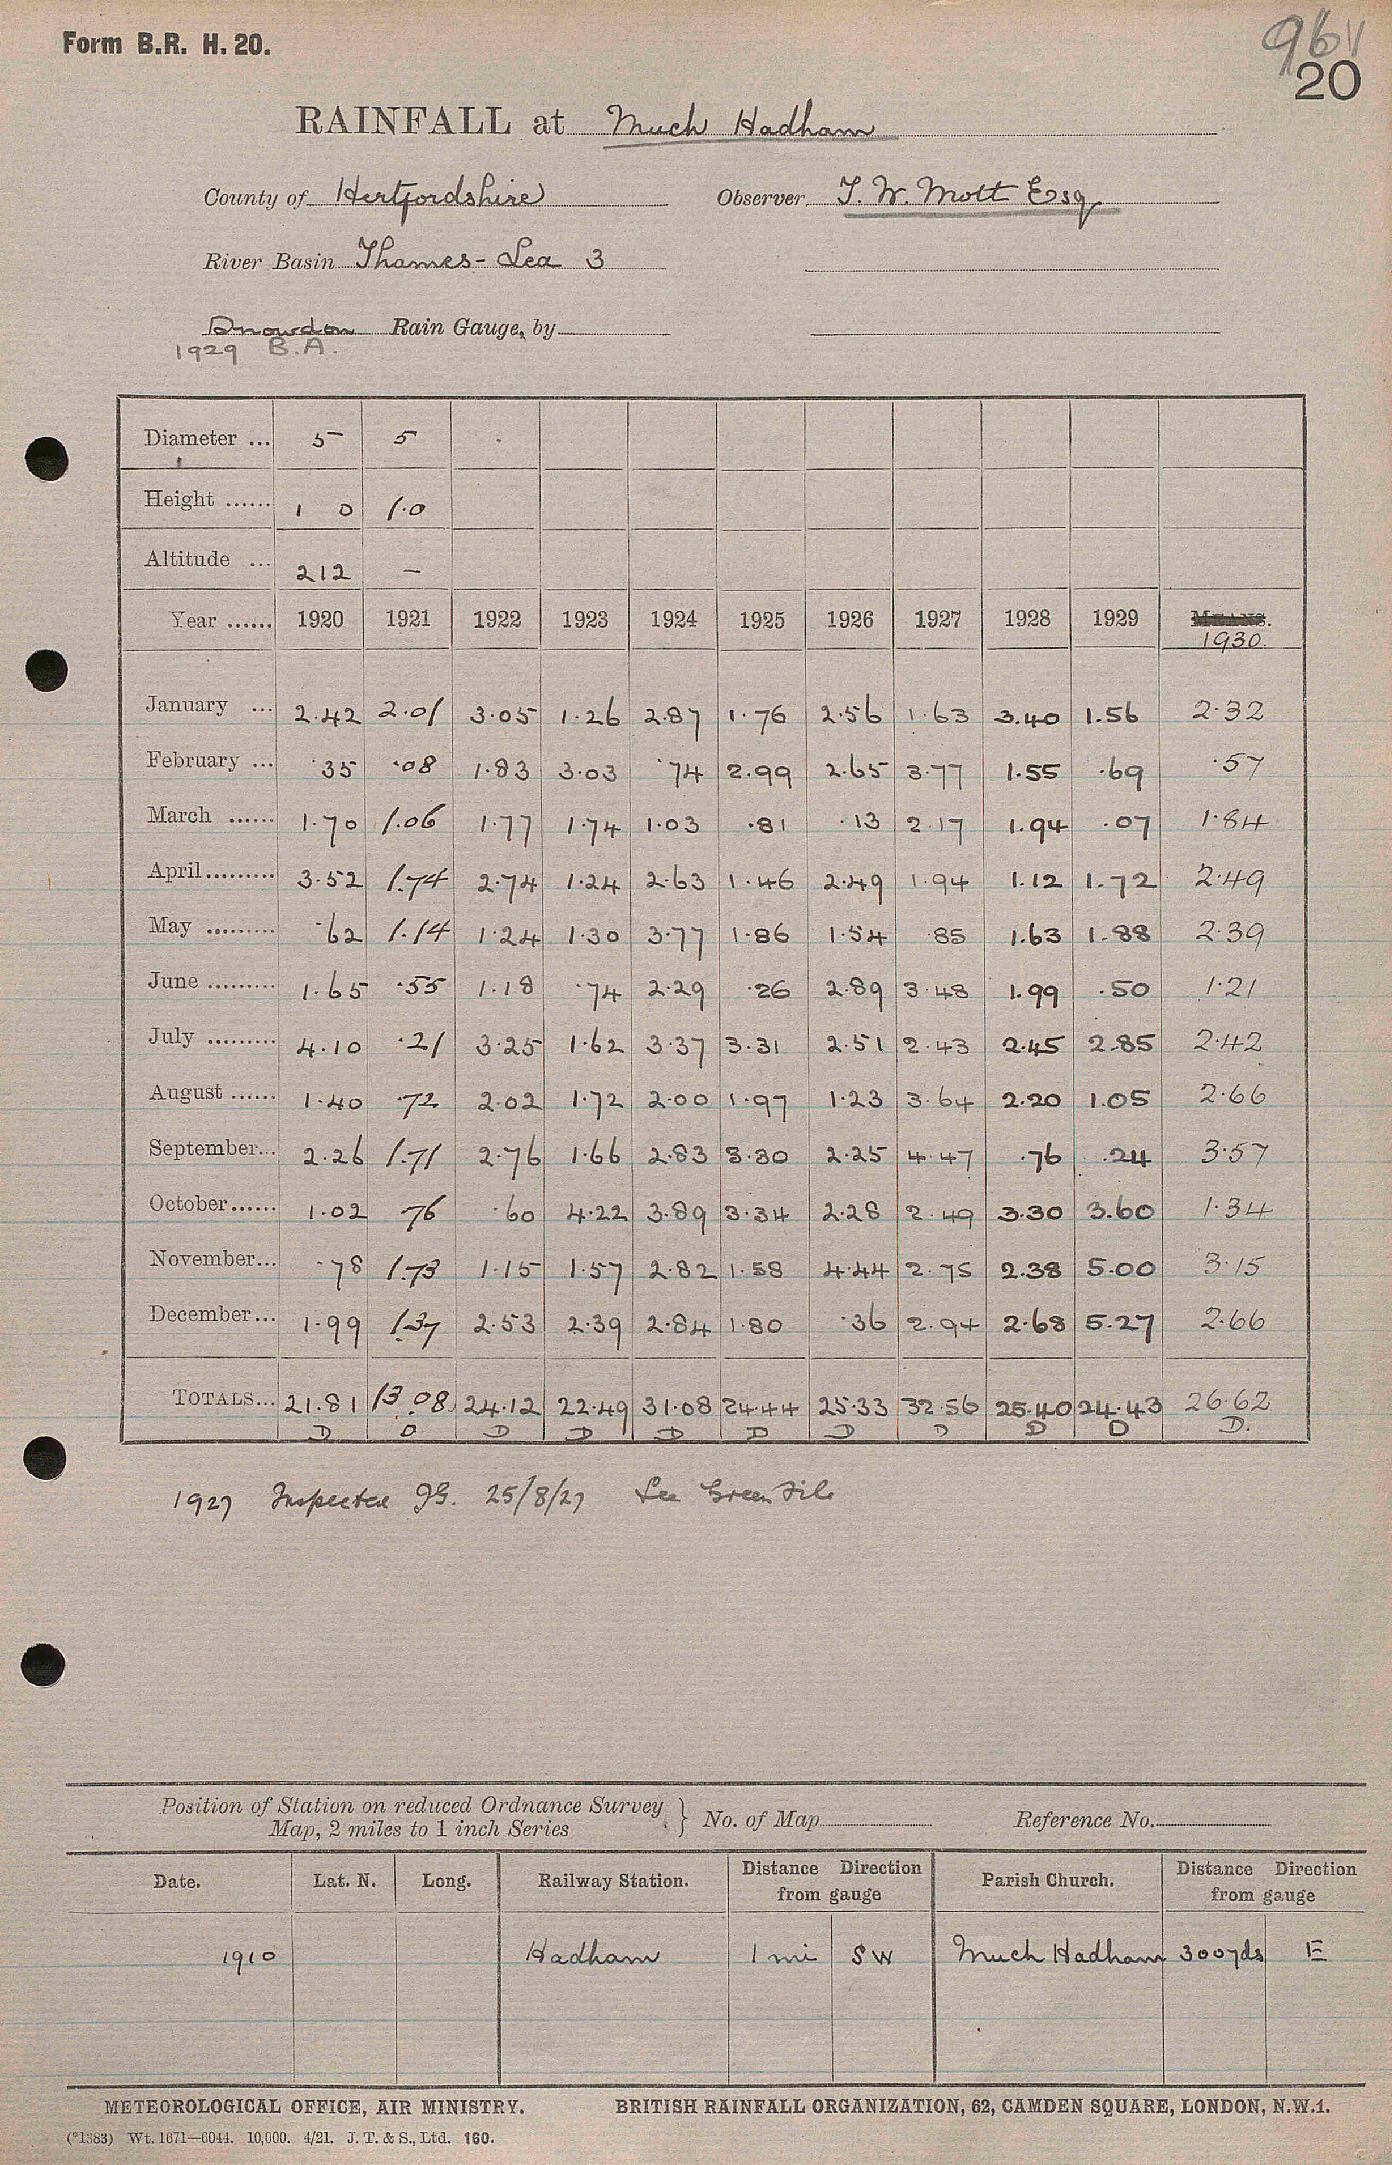 Form B.R. H. 20.
96
20
RAINFALL at Much Hadham
County of Hertfordshire Observer T. W. Mott Esq
River Basin Thames - Lea 3
Snowdon Rain Gauge, by
1929 B.A.
Diameter ... 5 5
Height ...... 1 0 1.0
Altitude ... 212 —
Year ...... 1920 1921 1922 1923 1924 1925 1926 1927 1928 1929 MEANS.
1930.
January ... 2.42 2.01 3.05 1.26 2.87 1.76 2.56 1.63 3.40 1.56 2.32
February ... .35 .08 1.83 3.03 .74 2.99 2.65 3.77 1.55 .69 .57
March ...... 1.70 1.06 1.77 1.74 1.03 .81 .13 2.17 1.94 .07 1.84
April ......... 3.52 1.74 2.74 1.24 2.63 1.46 2.49 1.94 1.12 1.72 2.49
May ......... .62 1.14 1.24 1.30 3.77 1.86 1.54 .85 1.63 1.88 2.39
June ......... 1.65 .55 1.18 .74 2.29 .26 2.89 3.48 1.99 .50 1.21
July ......... 4.10 .21 3.25 1.62 3.37 3.31 2.51 2.43 2.45 2.85 2.42
August ...... 1.40 .72 2.02 1.72 2.00 1.97 1.23 3.64 2.20 1.05 2.66
September... 2.26 1.71 2.76 1.66 2.83 3.30 2.25 4.47 .76 .24 3.57
October ...... 1.02 .76 .60 4.22 3.89 3.34 2.28 2.49 3.30 3.60 1.34
November... .78 1.73 1.15 1.57 2.82 1.58 4.44 2.75 2.38 5.00 3.15
December... 1.99 1.37 2.53 2.39 2.84 1.80 .36 2.94 2.68 5.27 2.66
TOTALS... 21.81 13.08 24.12 22.49 31.08 24.44 25.33 32.56 25.40 24.43 26.62
D D D D D D D D D D D.
1927 Inspected JG. 25/8/27 See Green File
Position of Station on reduced Ordnance Survey
Map, 2 miles to 1 inch Series } No. of Map Reference No.
Date. Lat. N. Long. Railway Station. Distance Direction from gauge Parish Church. Distance Direction from gauge
1910 Hadham 1 mi SW Much Hadham 300yds E
METEOROLOGICAL OFFICE, AIR MINISTRY. BRITISH RAINFALL ORGANIZATION, 62, CAMDEN SQUARE, LONDON, N.W.1.
(*1383) Wt. 1671—6044. 10,000. 4/21. J. T. & S., Ltd. 160.